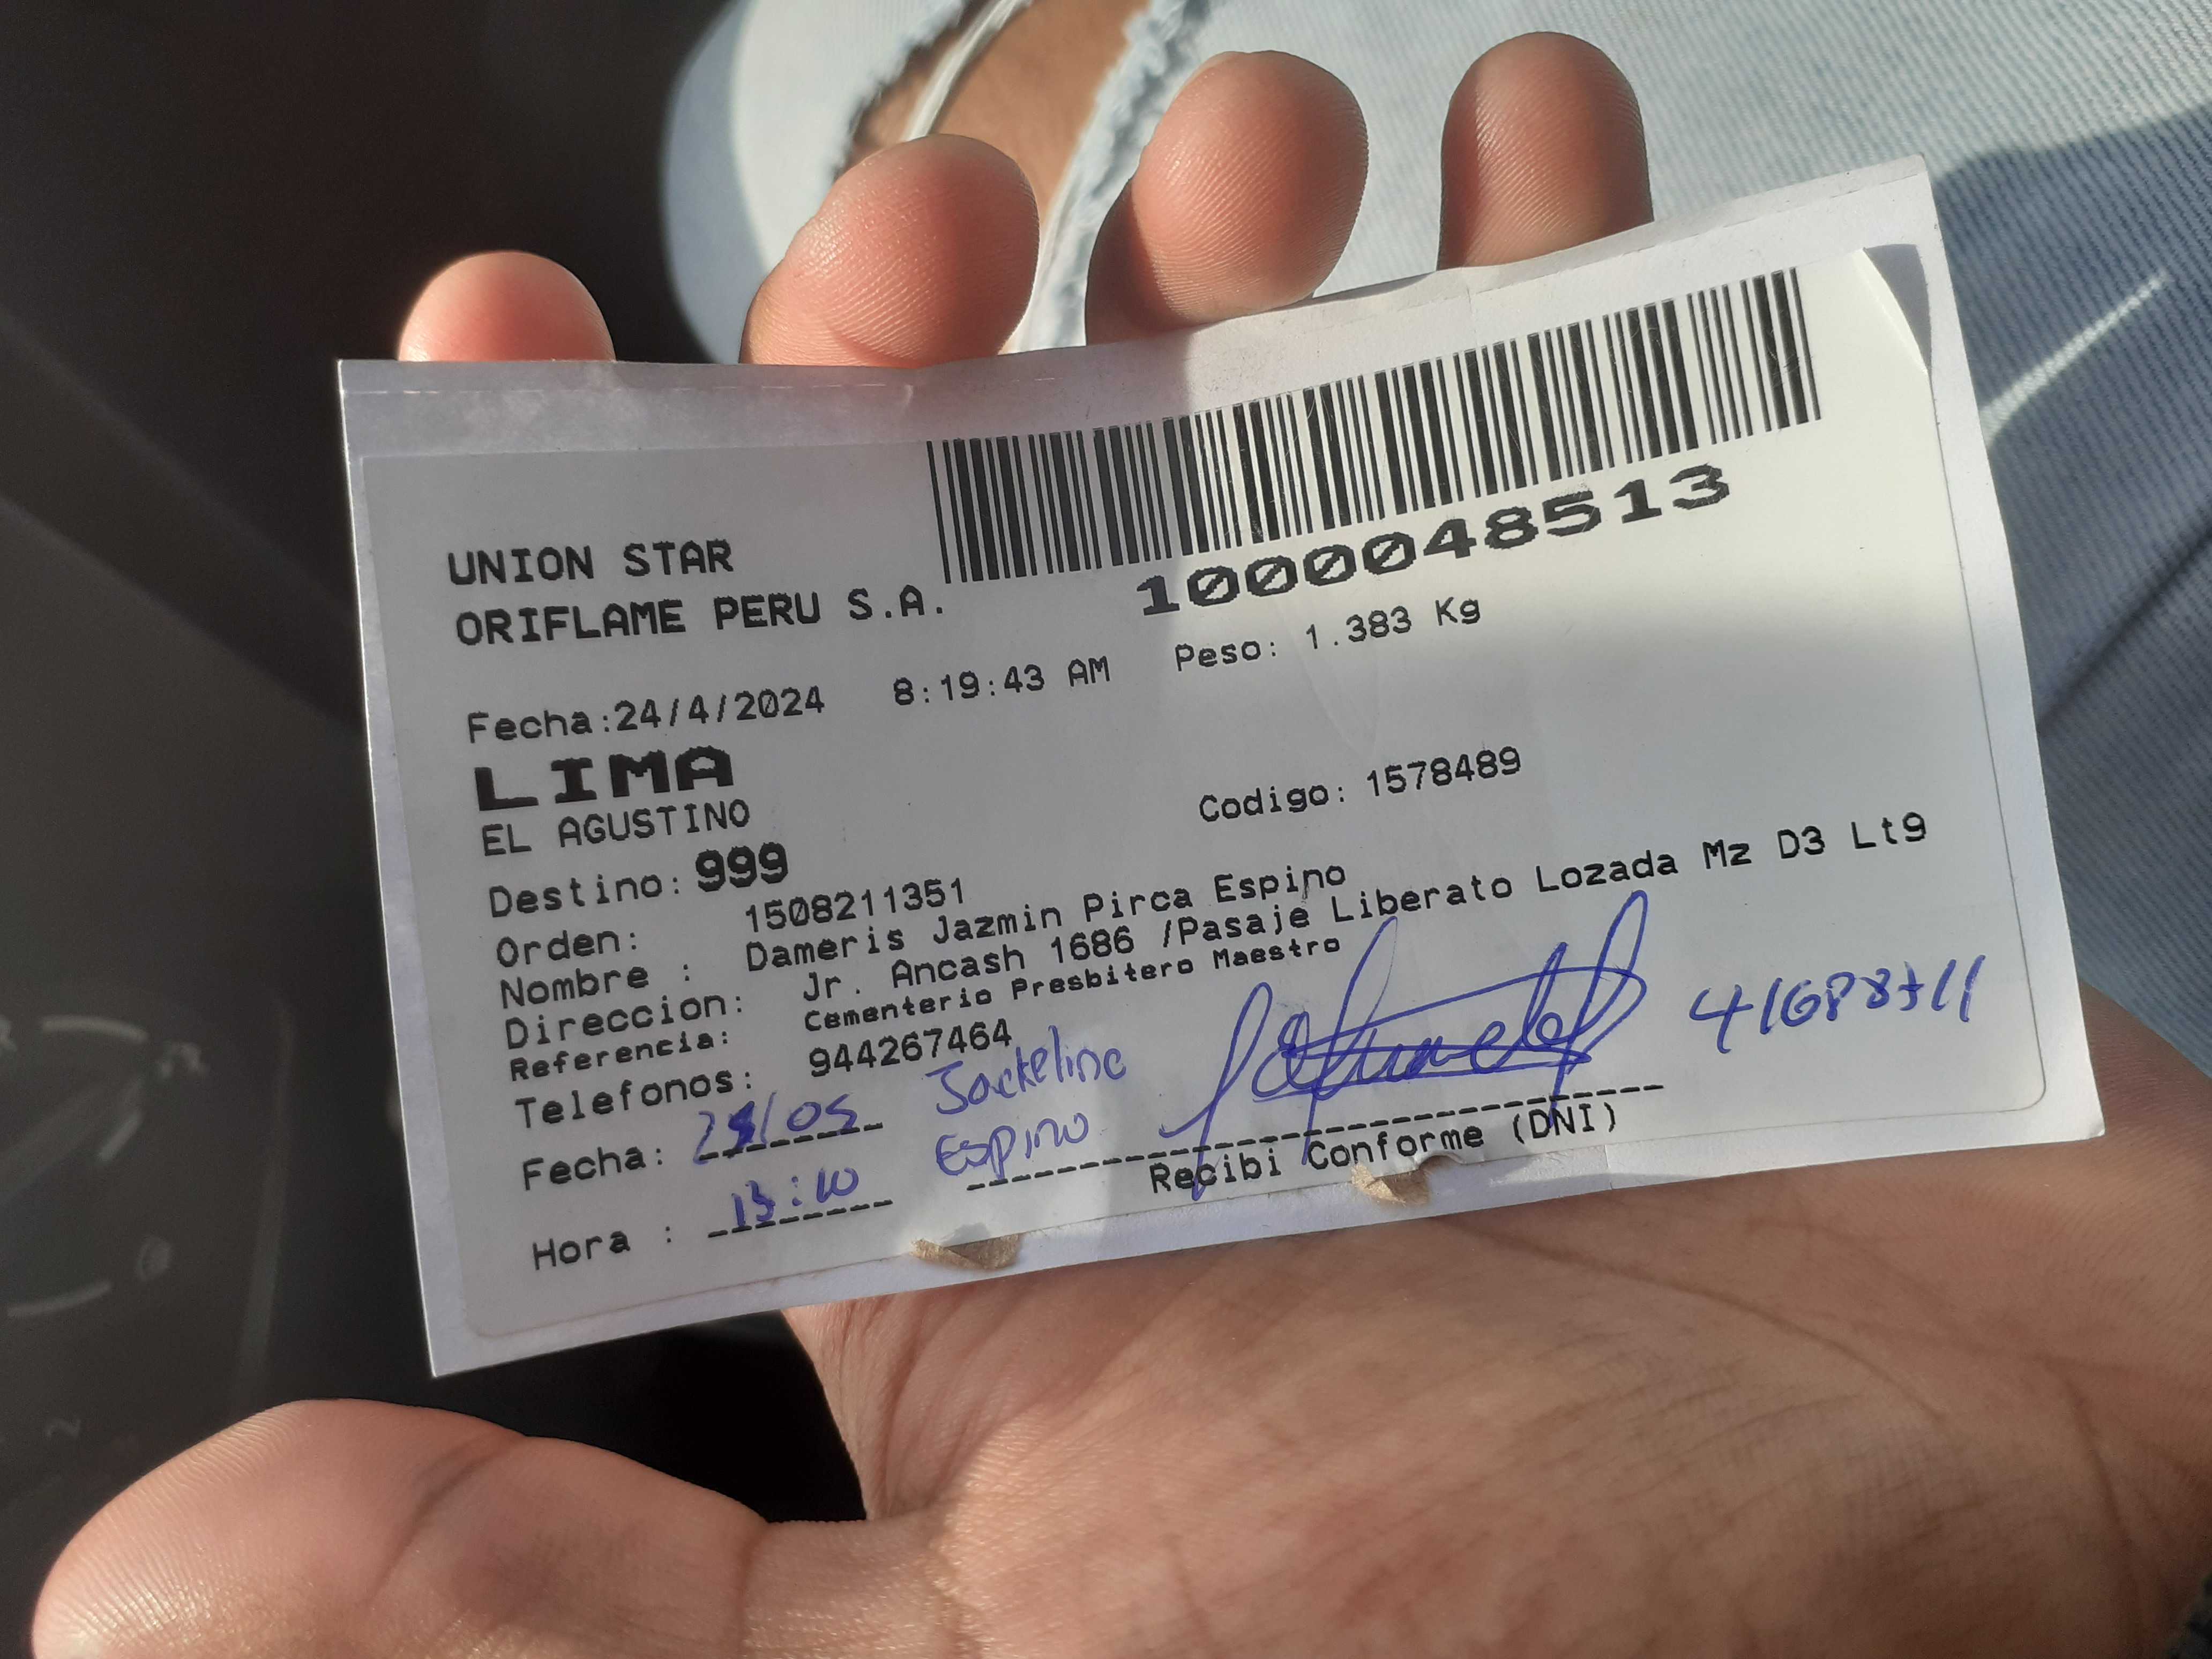 1000048513
UNION STAR
ORIFLAME PERU S.A.
Fecha:24/4/2024 8:19:43 AM Peso: 1.383 Kg
LIMA
EL AGUSTINO Codigo: 1578489
Destino: 999
Orden: 1508211351
Nombre : Dameris Jazmin Pirca Espino
Direccion: Jr. Ancash 1686 /Pasaje Liberato Lozada Mz D3 Lt9
Referencia: Cementerio Presbitero Maestro
Telefonos: 944267464
Fecha: Jackeline
Espino
Hora : 13:10
Recibi Conforme (DNI)